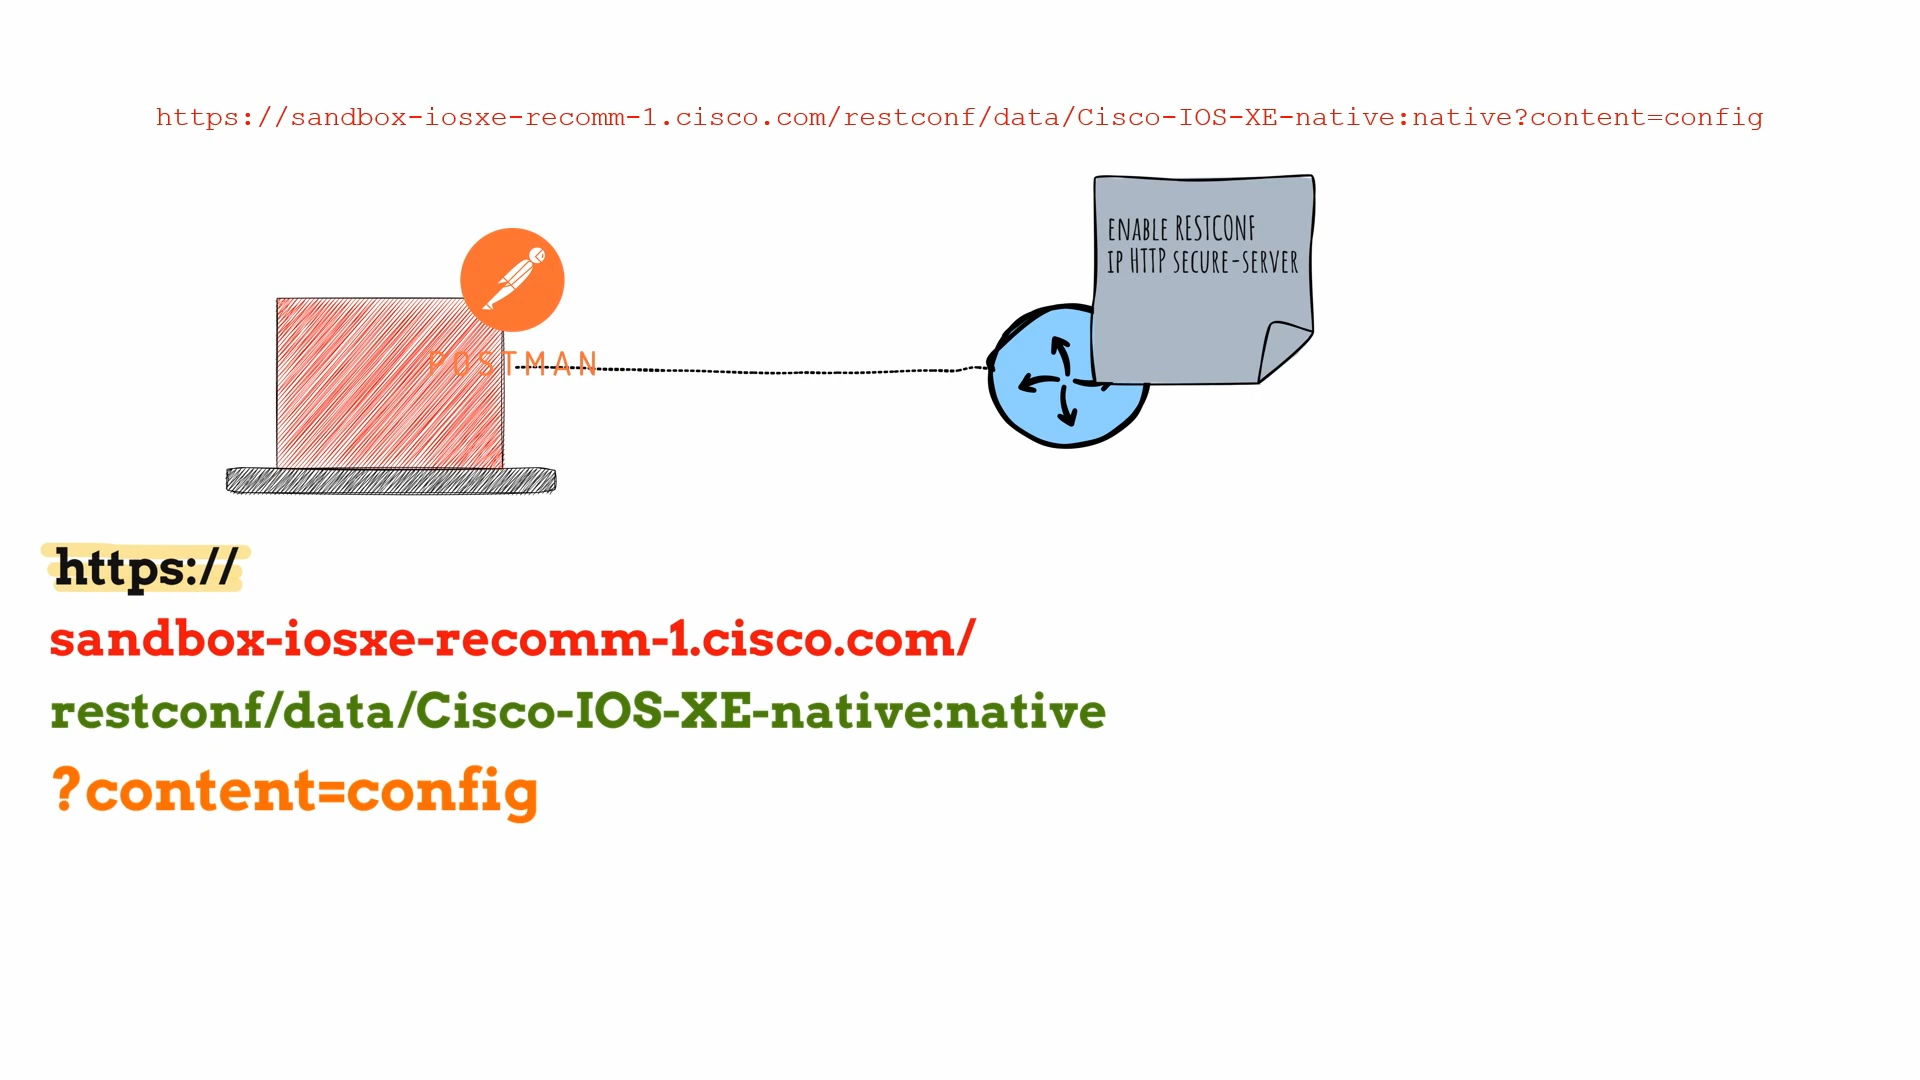 https://sandbox-iosxe-recomm-1.cisco.com/restconf/data/Cisco-IOS-XE-native:native?content=config
ENABLE RESTCONF
IP HTTP SECURE-SERVER
POSTMAN
https://
sandbox-iosxe-recomm-1.cisco.com/
restconf/data/Cisco-IOS-XE-native:native
?content=config